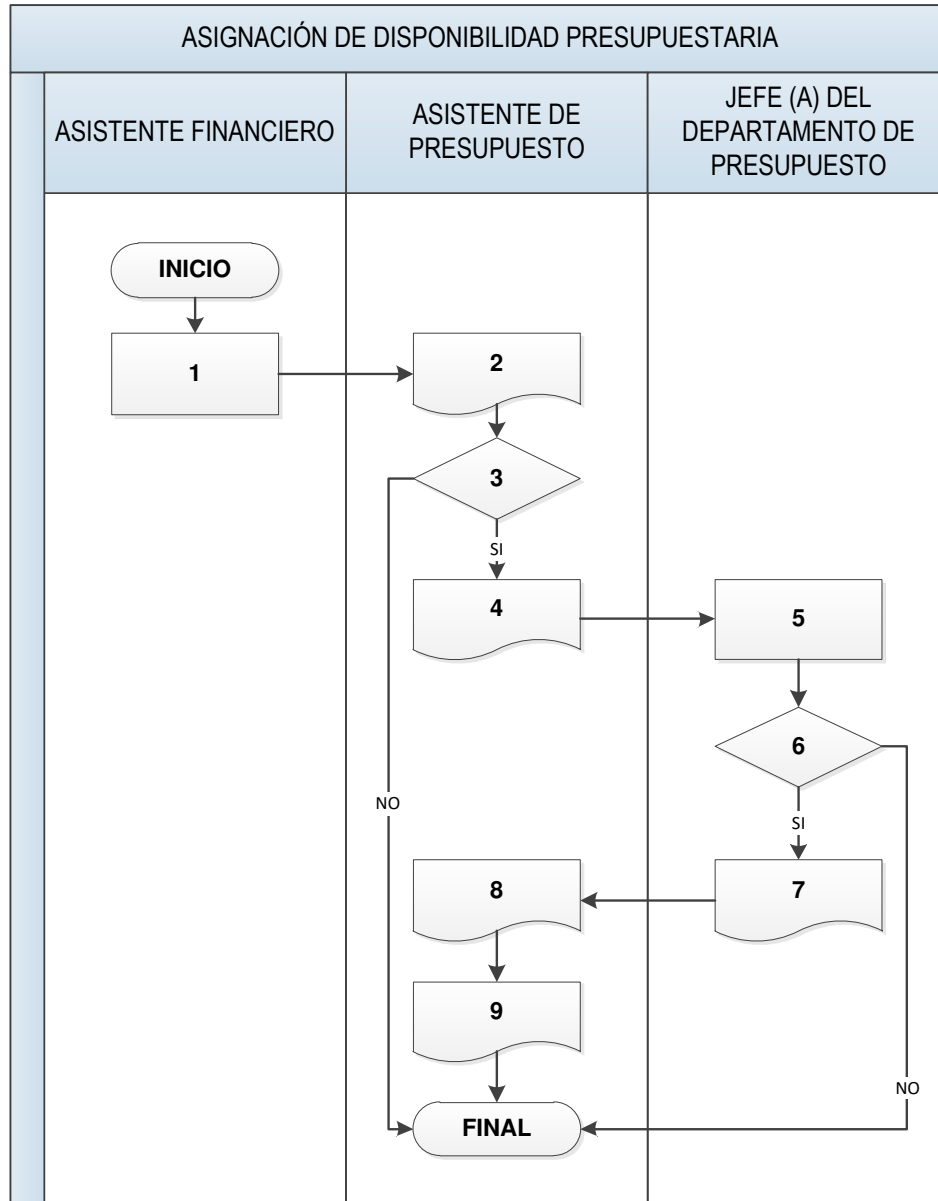 ASIGNACIÓN DE DISPONIBILIDAD PRESUPUESTARIA
ASISTENTE FINANCIERO
ASISTENTE DE
PRESUPUESTO
JEFE (A) DEL
DEPARTAMENTO DE
PRESUPUESTO
INICIO
1
2
3
SI
4
5
6
NO
SI
8
7
9
NO
FINAL